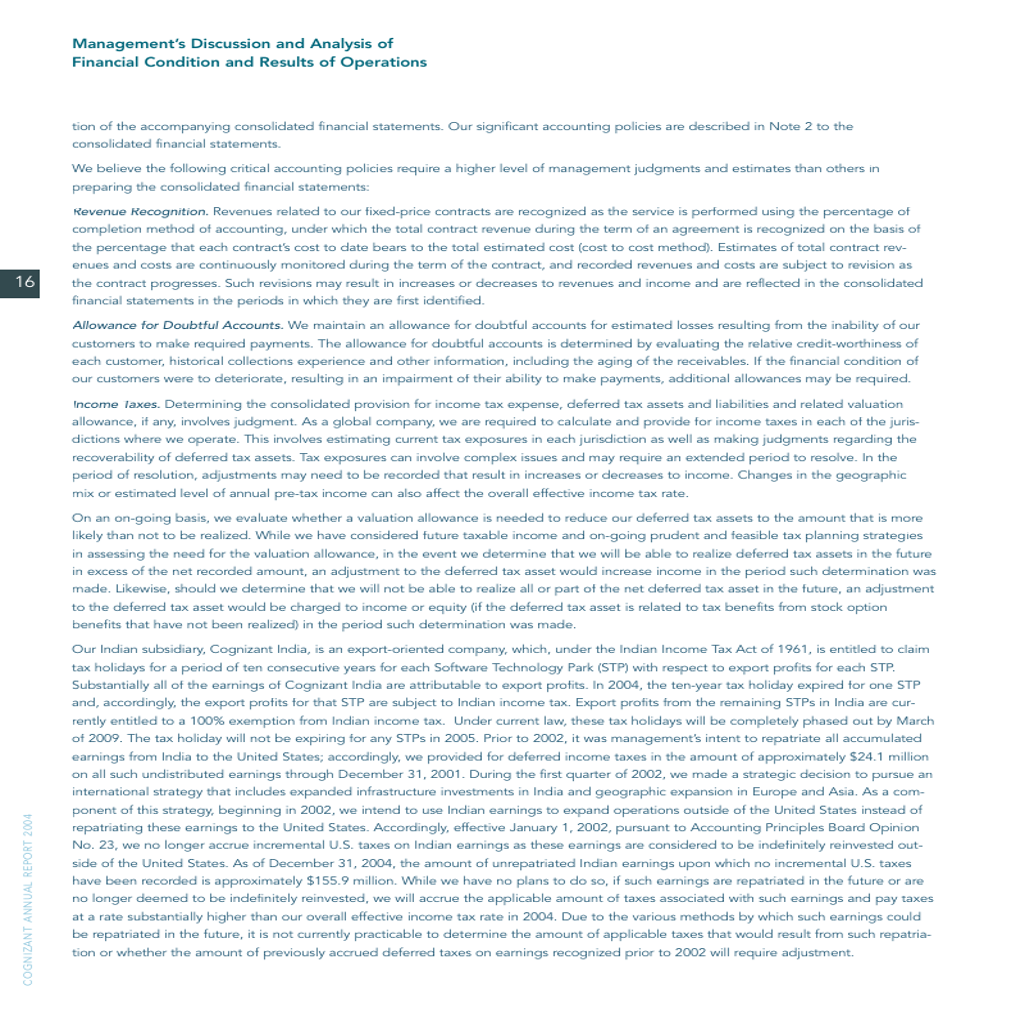 Management's Discussion and Analysis of
Financial Condition and Results of Operations
tion of the accompanying consolidated financial statements. Our significant accounting policies are described in Note 2 to the
consolidated financial statements.
We believe the following critical accounting policies require a higher level of management judgments and estimates than others in
preparing the consolidated financial statements:
Revenue Recognition. Revenues related to our fixed-price contracts are recognized as the service is performed using the percentage of
completion method of accounting, under which the total contract revenue during the term of an agreement is recognized on the basis of
the percentage that each contract's cost to date bears to the total estimated cost (cost to cost method). Estimates of total contract rev-
enues and costs are continuously monitored during the term of the contract, and recorded revenues and costs are subject to revision as
the contract progresses. Such revisions may result in increases or decreases to revenues and income and are reflected in the consolidated
financial statements in the periods in which they are first identified.
16
Allowance for Doubtful Accounts. We maintain an allowance for doubtful accounts for estimated losses resulting from the inability of our
customers to make required payments. The allowance for doubtful accounts is determined by evaluating the relative credit-worthiness of
each customer, historical collections experience and other information, including the aging of the receivables. If the financial condition of
our customers were to deteriorate, resulting in an impairment of their ability to make payments, additional allowances may be required.
Income Taxes. Determining the consolidated provision for income tax expense, deferred tax assets and liabilities and related valuation
allowance, if any, involves judgment. As a global company, we are required to calculate and provide for income taxes in each of the juris-
dictions where we operate. This involves estimating current tax exposures in each jurisdiction as well as making judgments regarding the
recoverability of deferred tax assets. Tax exposures can involve complex issues and may require an extended period to resolve. In the
period of resolution, adjustments may need to be recorded that result in increases or decreases to income. Changes in the geographic
mix or estimated level of annual pre-tax income can also affect the overall effective income tax rate.
On an on-going basis, we evaluate whether a valuation allowance is needed to reduce our deferred tax assets to the amount that is more
likely than not to be realized. While we have considered future taxable income and on-going prudent and feasible tax planning strategies
in assessing the need for the valuation allowance, in the event we determine that we will be able to realize deferred tax assets in the future
in excess of the net recorded amount, an adjustment to the deferred tax asset would increase income in the period such determination was
made. Likewise, should we determine that we will not be able to realize all or part of the net deferred tax asset in the future, an adjustment
to the deferred tax asset would be charged to income or equity (if the deferred tax asset is related to tax benefits from stock option
benefits that have not been realized) in the period such determination was made.
Our Indian subsidiary, Cognizant India, is an export-oriented company, which, under the Indian Income Tax Act of 1961, is entitled to claim
tax holidays for a period of ten consecutive years for each Software Technology Park (STP) with respect to export profits for each STP.
Substantially all of the earnings of Cognizant India are attributable to export profits. In 2004, the ten-year tax holiday expired for one STP
and, accordingly, the export profits for that STP are subject to Indian income tax. Export profits from the remaining STPs in India are cur-
rently entitled to a 100% exemption from Indian income tax. Under current law, these tax holidays will be completely phased out by March
of 2009. The tax holiday will not be expiring for any STPs in 2005. Prior to 2002, it was management's intent to repatriate all accumulated
earnings from India to the United States; accordingly, we provided for deferred income taxes in the amount of approximately $24.1 million
on all such undistributed earnings through December 31, 2001. During the first quarter of 2002, we made a strategic decision to pursue an
international strategy that includes expanded infrastructure investments in India and geographic expansion in Europe and Asia. As a com-
ponent of this strategy, beginning in 2002, we intend to use Indian earnings to expand operations outside of the United States instead of
repatriating these earnings to the United States. Accordingly, effective January 1, 2002, pursuant to Accounting Principles Board Opinion
No. 23, we no longer accrue incremental U.S. taxes on Indian earnings as these earnings are considered to be indefinitely reinvested out-
side of the United States. As of December 31, 2004, the amount of unrepatriated Indian earnings upon which no incremental U.S. taxes
have been recorded is approximately $155.9 million. While we have no plans to do so, if such earnings are repatriated in the future or are
no longer deemed to be indefinitely reinvested, we will accrue the applicable amount of taxes associated with such earnings and pay taxes
at a rate substantially higher than our overall effective income tax rate in 2004. Due to the various methods by which such earnings could
be repatriated in the future, it is not currently practicable to determine the amount of applicable taxes that would result from such repatria-
tion or whether the amount of previously accrued deferred taxes on earnings recognized prior to 2002 will require adjustment.
COGNIZANT ANNUAL REPORT 2004